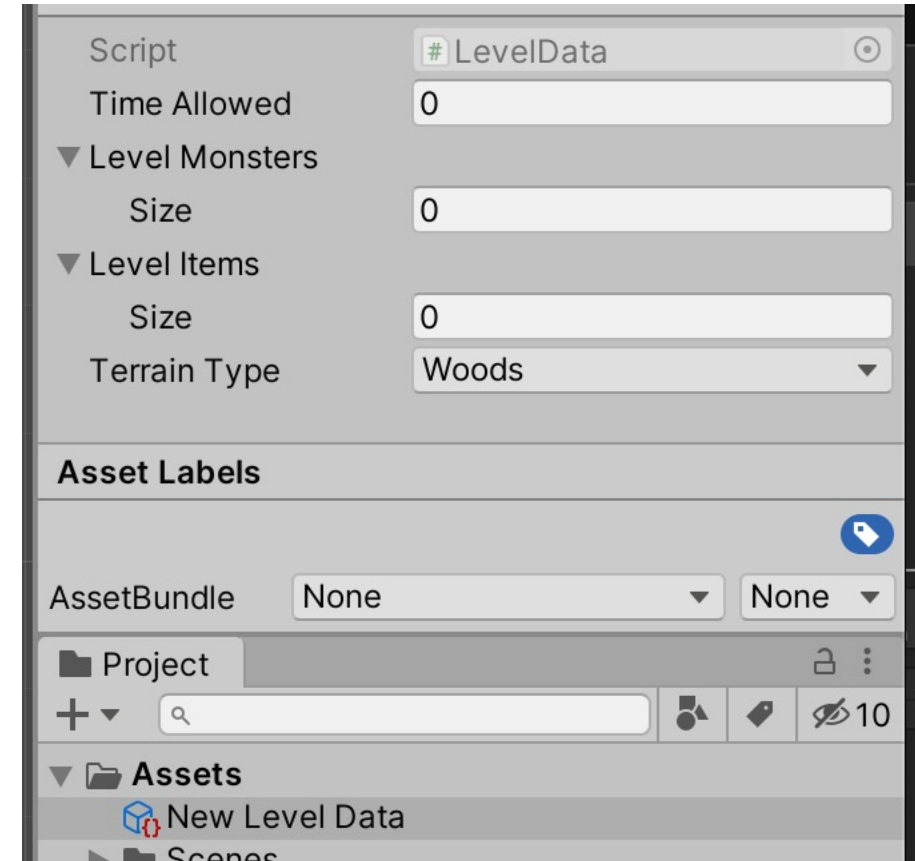 Script # LevelData
Time Allowed 0
Level Monsters
Size 0
Level Items
Size 0
Terrain Type Woods
Asset Labels
AssetBundle None None
Project
10
Assets
New Level Data
Scenes